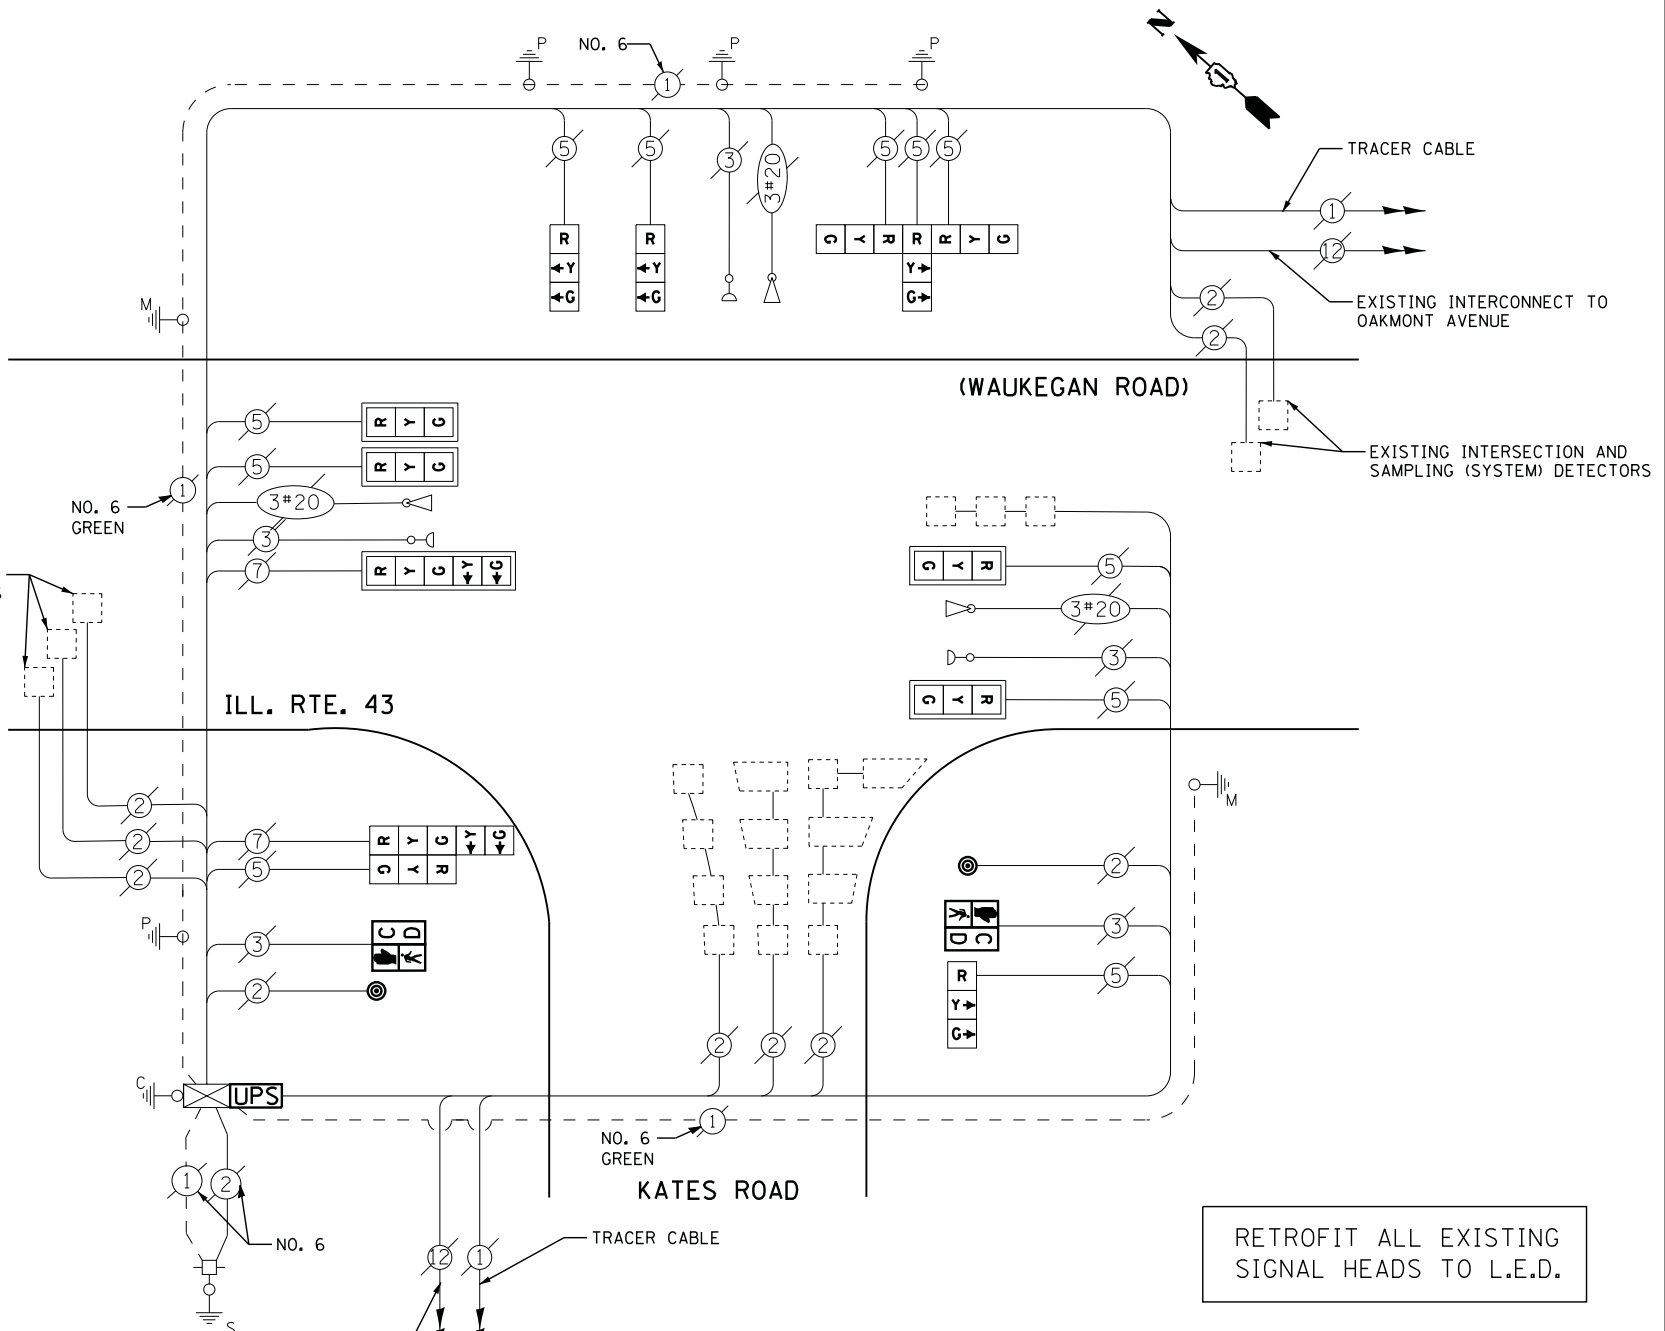 N
P
NO. 6
P
P
1
TRACER CABLE
5
5
3
3#20
5
5
5
1
12
R
←Y
←G
R
←Y
←G
G Y R R R Y G
Y→
G→
EXISTING INTERCONNECT TO
OAKMONT AVENUE
2
2
M
(WAUKEGAN ROAD)
5
R Y G
5
R Y G
EXISTING INTERSECTION AND
SAMPLING (SYSTEM) DETECTORS
1
NO. 6
GREEN
3#20
3
7
R Y G ←Y ←G
G Y R
5
3#20
3
G Y R
5
ILL. RTE. 43
M
2
2
2
7
R Y G ←Y ←G
5
G Y R
2
P
3
C D
D C
3
2
R
Y→
G→
5
2
2
2
C
UPS
1
NO. 6
GREEN
KATES ROAD
1
2
NO. 6
12
1
TRACER CABLE
S
RETROFIT ALL EXISTING
SIGNAL HEADS TO L.E.D.